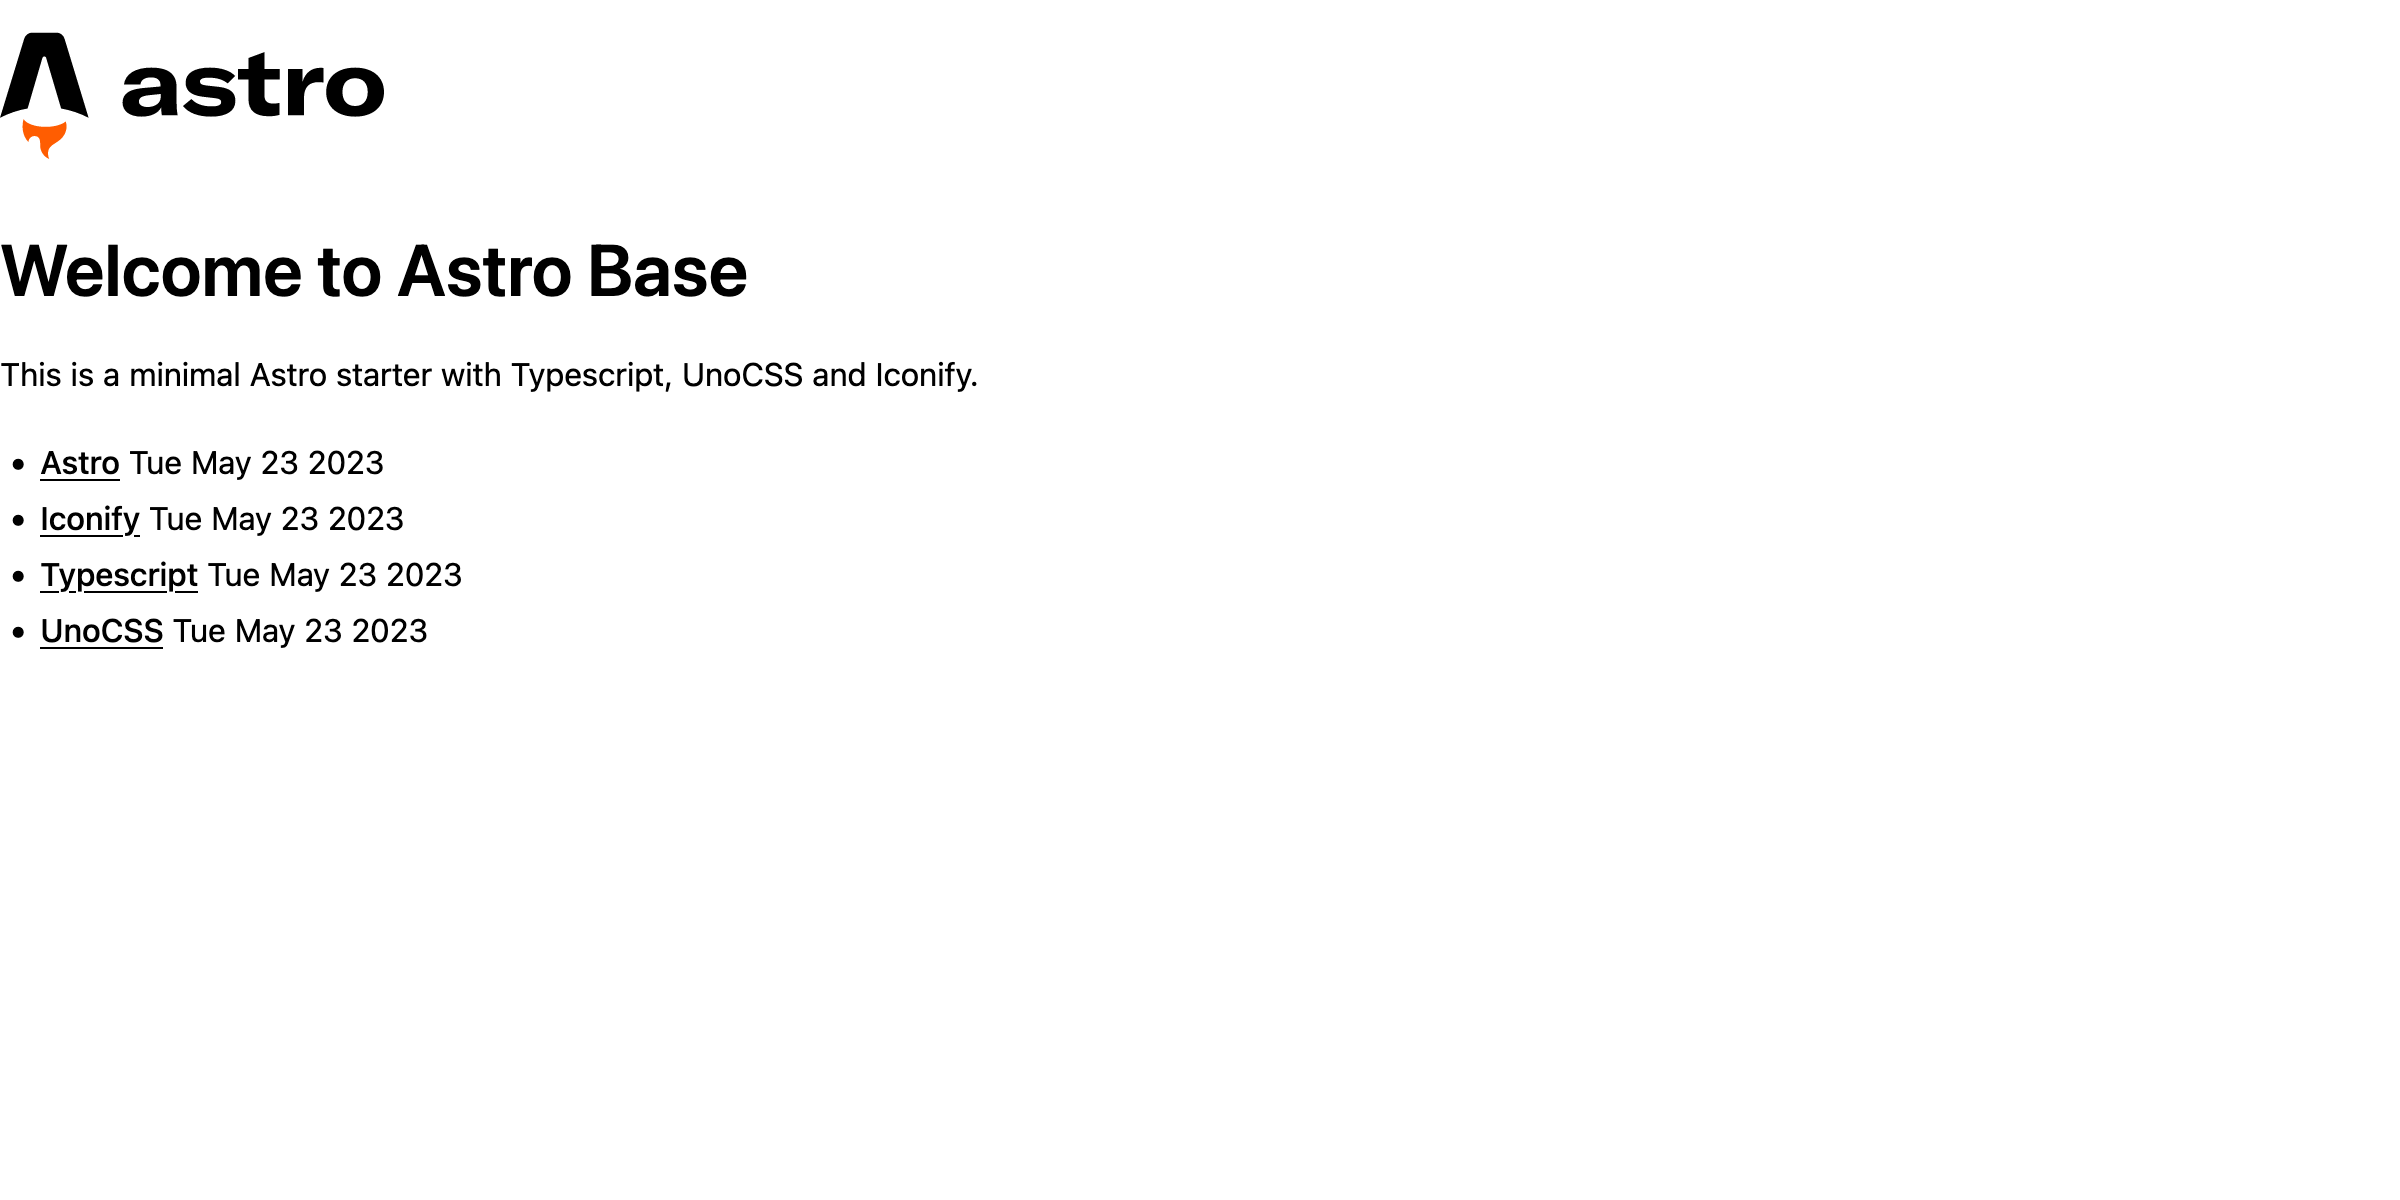 astro
Welcome to Astro Base
This is a minimal Astro starter with Typescript, UnoCSS and Iconify.
Astro Tue May 23 2023
Iconify Tue May 23 2023
Typescript Tue May 23 2023
UnoCSS Tue May 23 2023